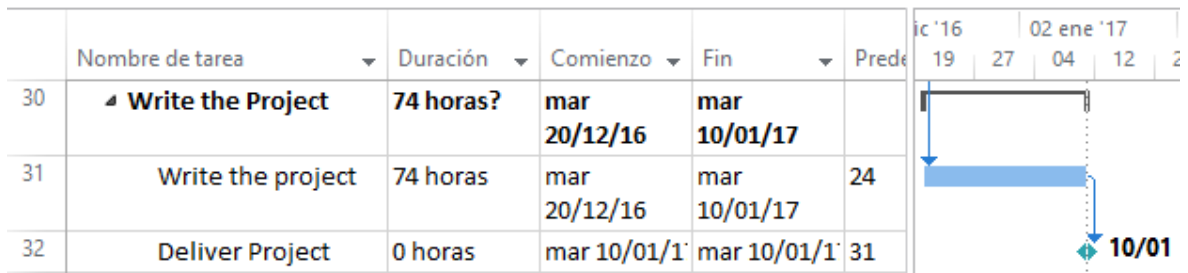 ic '16 02 ene '17
Nombre de tarea Duración Comienzo Fin Prede 19 27 04 12 2
30 Write the Project 74 horas? mar 20/12/16 mar 10/01/17
31 Write the project 74 horas mar 20/12/16 mar 10/01/17 24
32 Deliver Project 0 horas mar 10/01/1 mar 10/01/1 31 10/01